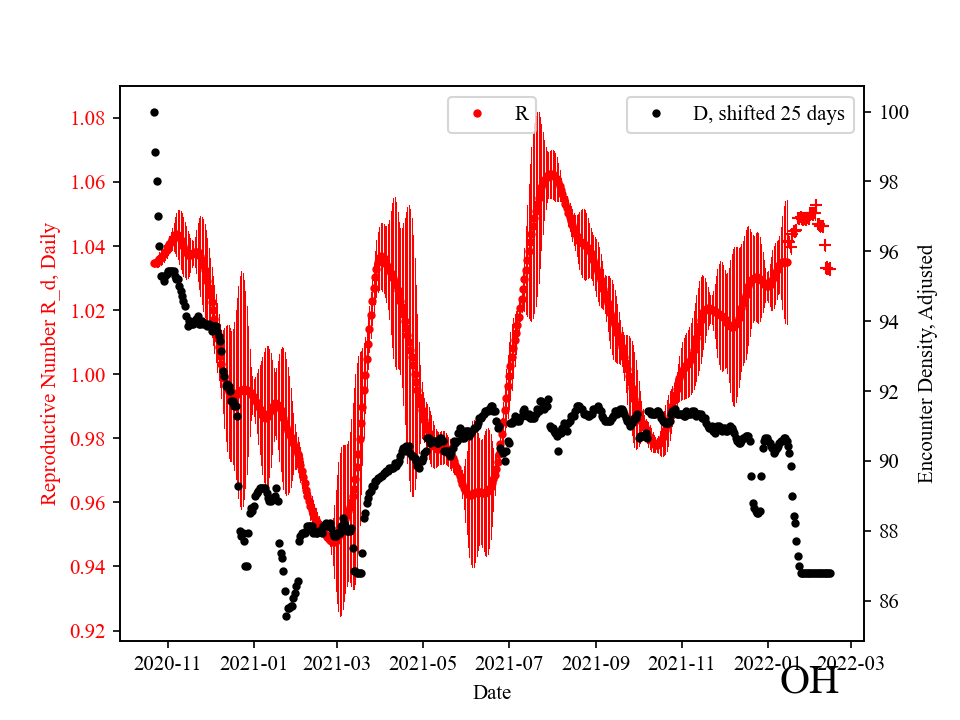 R
D, shifted 25 days
1.08
1.06
1.04
1.02
1.00
0.98
0.96
0.94
0.92
Reproductive Number R_d, Daily
100
98
96
94
92
90
88
86
Encounter Density, Adjusted
2020-11 2021-01 2021-03 2021-05 2021-07 2021-09 2021-11 2022-01 2022-03
Date
OH